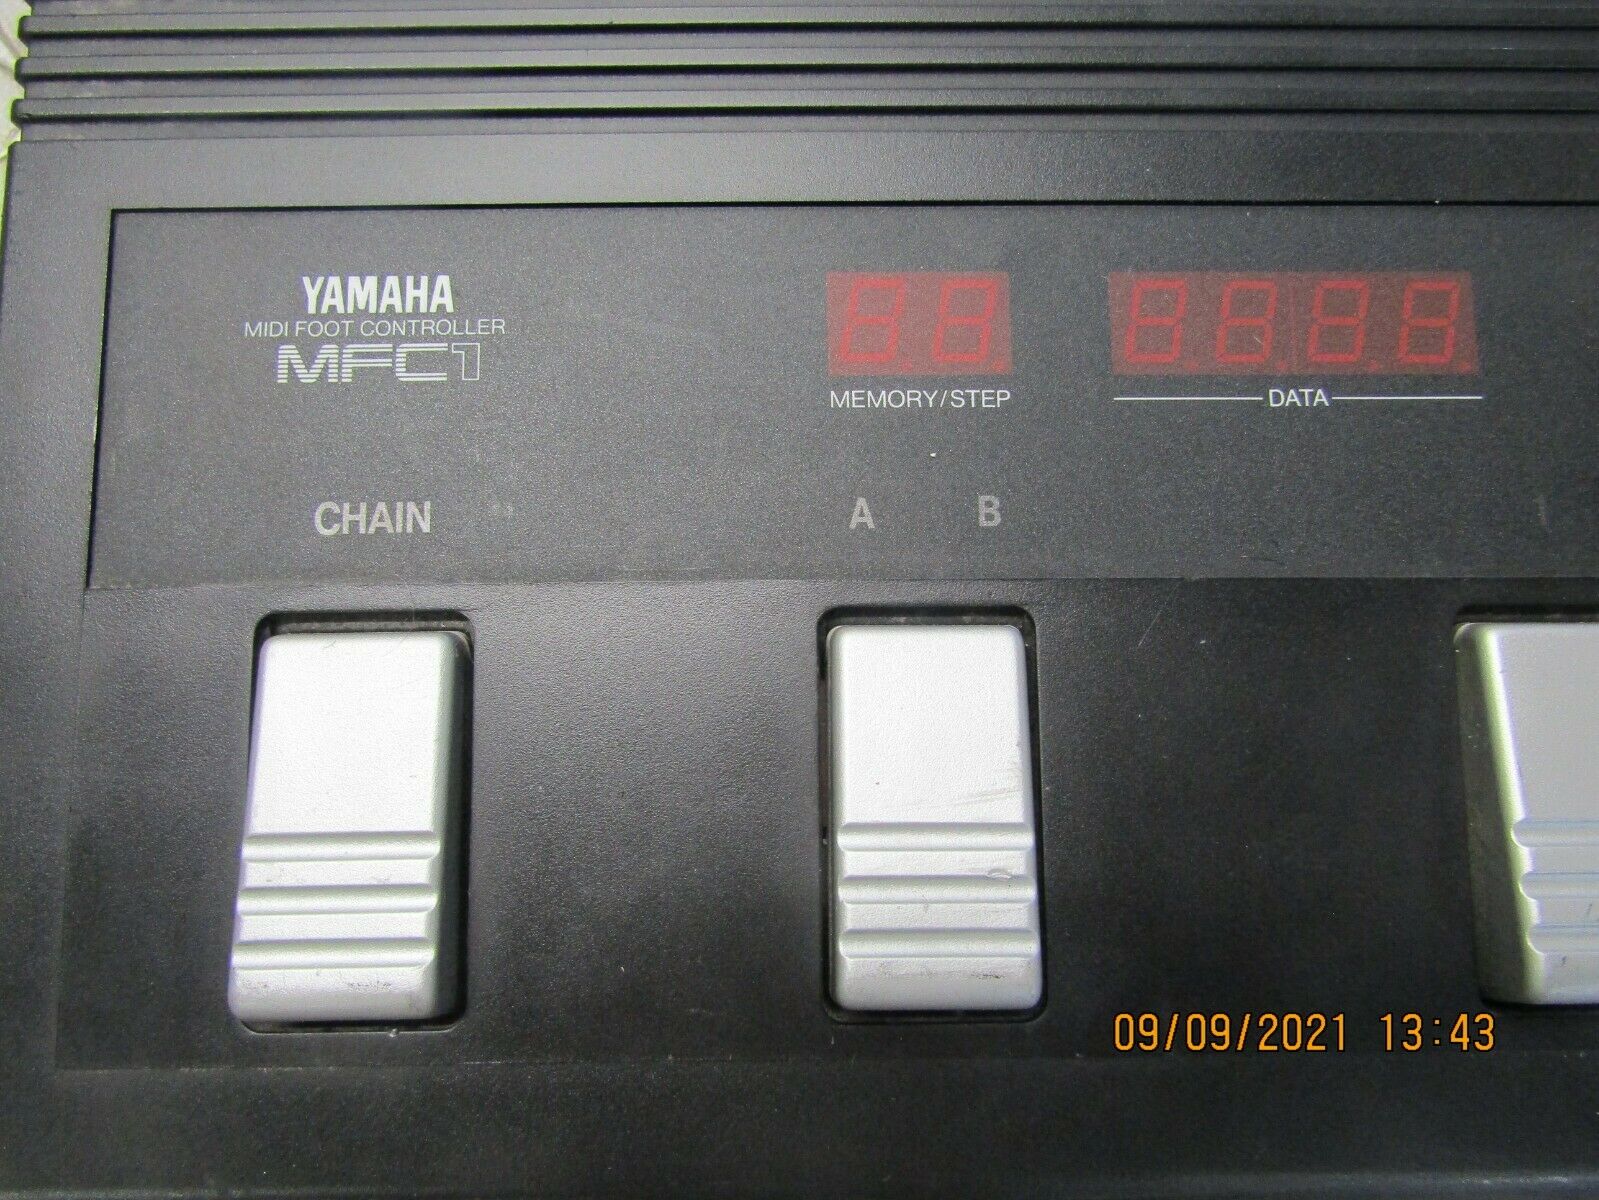 YAMAHA
MIDI FOOT CONTROLLER
MFC1
MEMORY/STEP
DATA
CHAIN
A B
09/09/2021 13:43